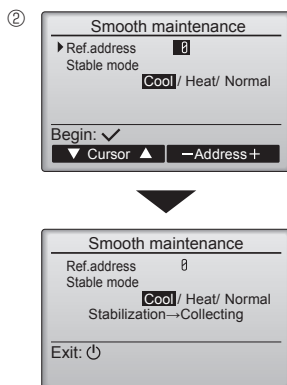 ②
Smooth maintenance
Ref.address 0
Stable mode
Cool / Heat/ Normal
Begin: ✓
▼ Cursor ▲ −Address+
Smooth maintenance
Ref.address 0
Stable mode
Cool / Heat/ Normal
Stabilization→Collecting
Exit: ⏻